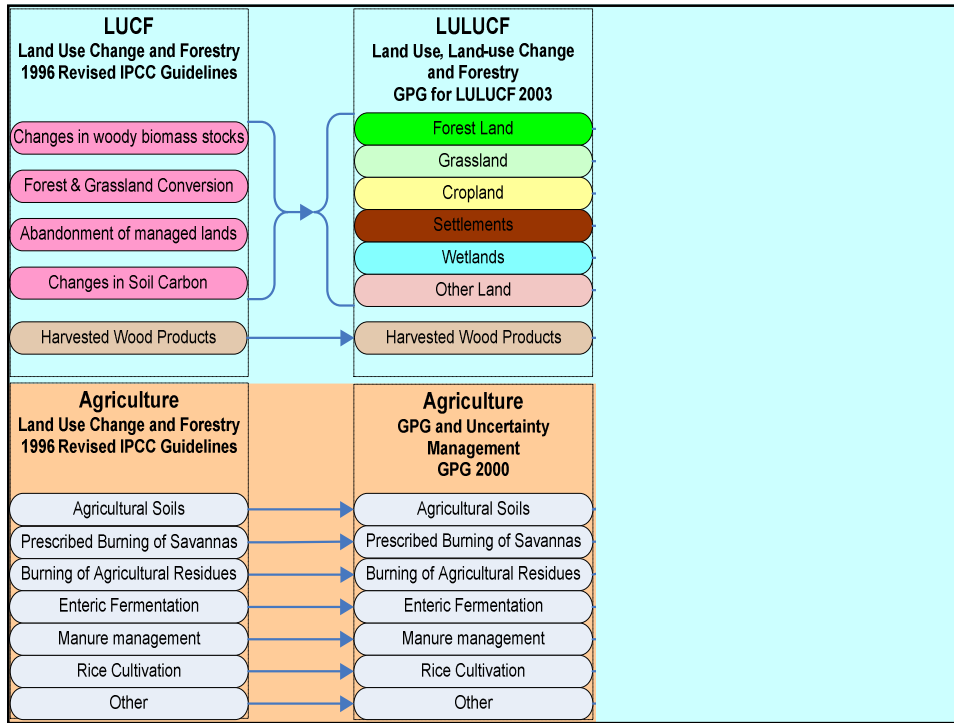 LUCF
Land Use Change and Forestry
1996 Revised IPCC Guidelines
Changes in woody biomass stocks
Forest & Grassland Conversion
Abandonment of managed lands
Changes in Soil Carbon
Harvested Wood Products
LULUCF
Land Use, Land-use Change
and Forestry
GPG for LULUCF 2003
Forest Land
Grassland
Cropland
Settlements
Wetlands
Other Land
Harvested Wood Products
Agriculture
Land Use Change and Forestry
1996 Revised IPCC Guidelines
Agricultural Soils
Prescribed Burning of Savannas
Burning of Agricultural Residues
Enteric Fermentation
Manure management
Rice Cultivation
Other
Agriculture
GPG and Uncertainty
Management
GPG 2000
Agricultural Soils
Prescribed Burning of Savannas
Burning of Agricultural Residues
Enteric Fermentation
Manure management
Rice Cultivation
Other